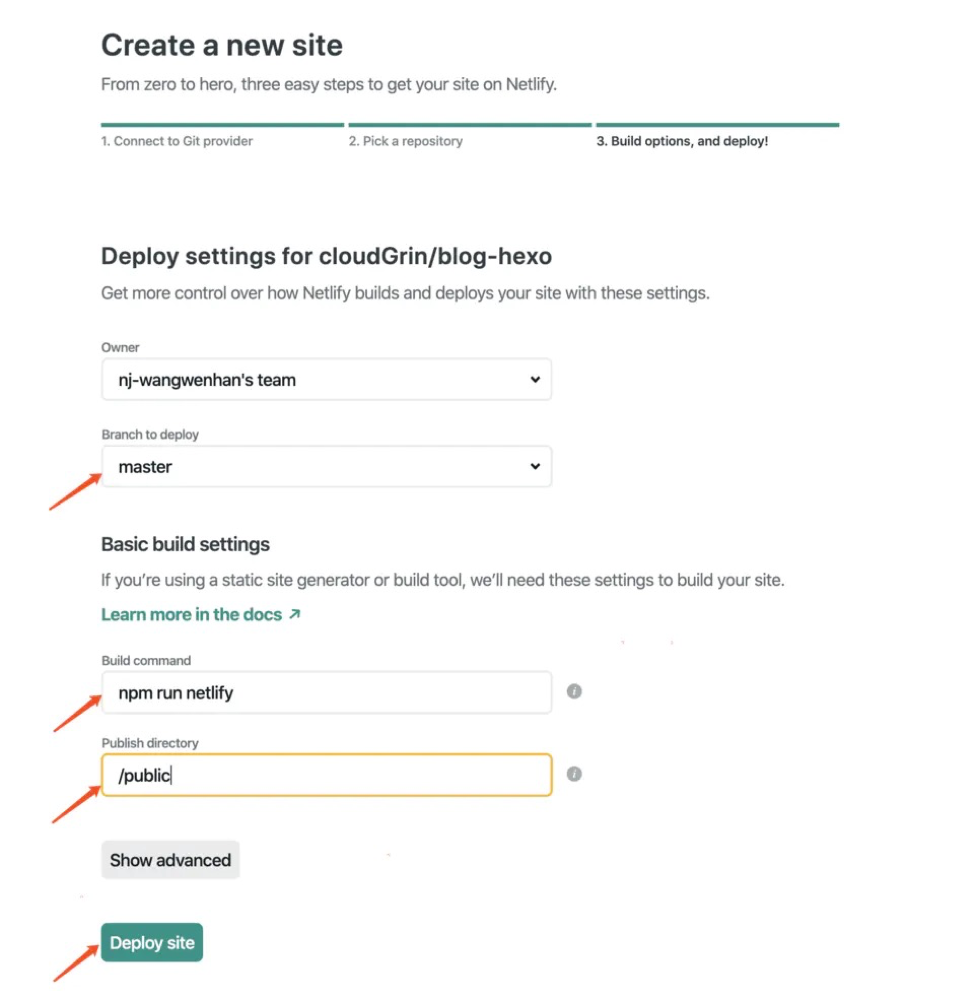 Create a new site
From zero to hero, three easy steps to get your site on Netlify.
1. Connect to Git provider
2. Pick a repository
3. Build options, and deploy!
Deploy settings for cloudGrin/blog-hexo
Get more control over how Netlify builds and deploys your site with these settings.
Owner
nj-wangwenhan's team
Branch to deploy
master
Basic build settings
If you’re using a static site generator or build tool, we’ll need these settings to build your site.
Learn more in the docs ↗
Build command
npm run netlify
Publish directory
/public
Show advanced
Deploy site